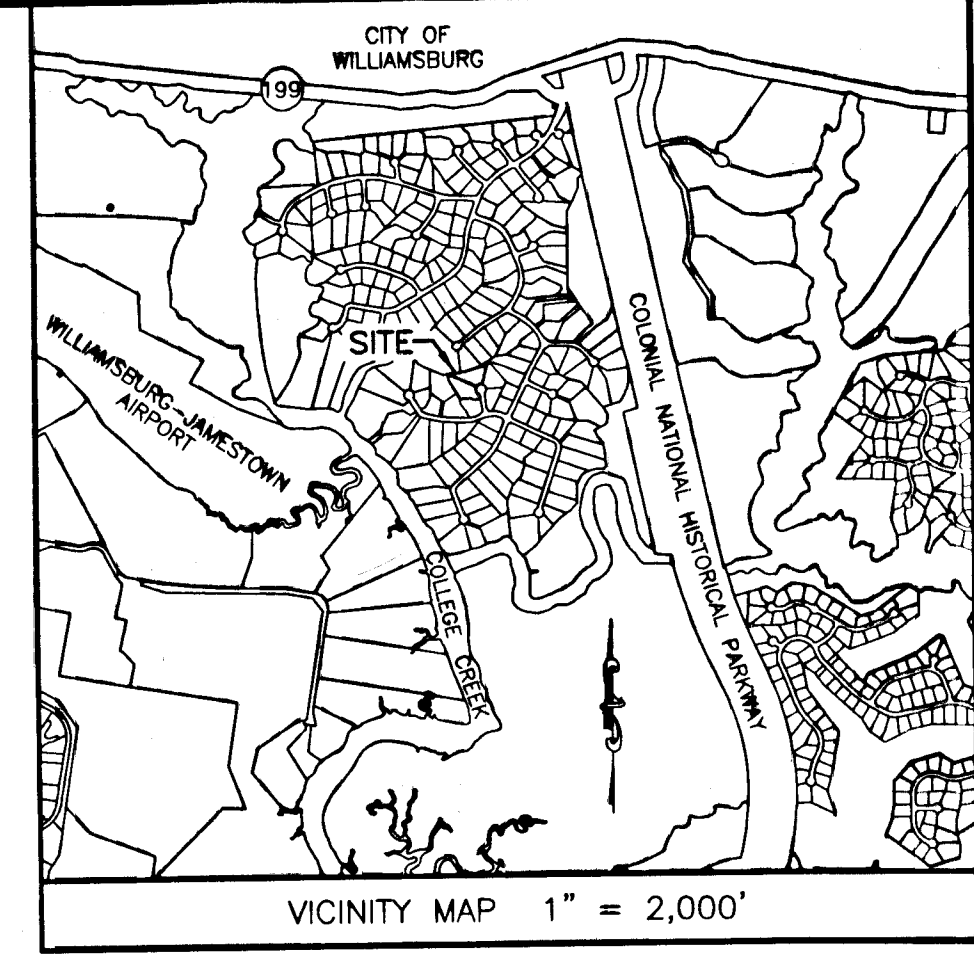 CITY OF
WILLIAMSBURG
199
SITE
WILLIAMSBURG-JAMESTOWN
AIRPORT
COLONIAL NATIONAL HISTORICAL PARKWAY
COLLEGE CREEK
VICINITY MAP 1" = 2,000'